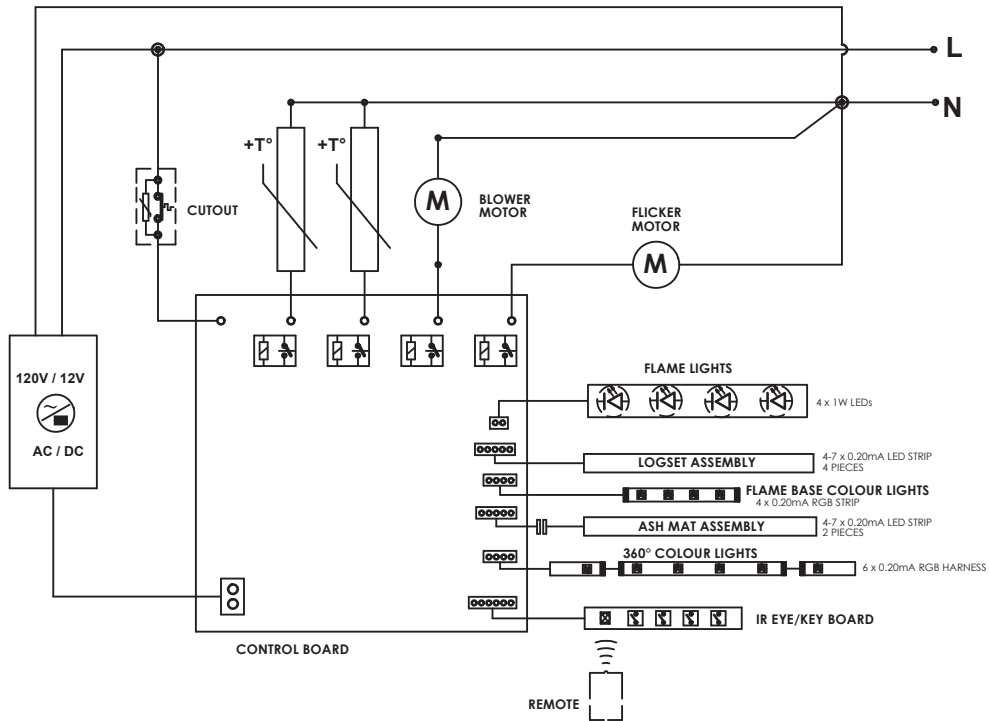 L
N
+T°
+T°
M
BLOWER
MOTOR
CUTOUT
FLICKER
MOTOR
M
120V / 12V
AC / DC
FLAME LIGHTS
4 x 1W LEDs
LOGSET ASSEMBLY
4-7 x 0.20mA LED STRIP
4 PIECES
FLAME BASE COLOUR LIGHTS
4 x 0.20mA RGB STRIP
ASH MAT ASSEMBLY
4-7 x 0.20mA LED STRIP
2 PIECES
360° COLOUR LIGHTS
6 x 0.20mA RGB HARNESS
IR EYE/KEY BOARD
CONTROL BOARD
REMOTE